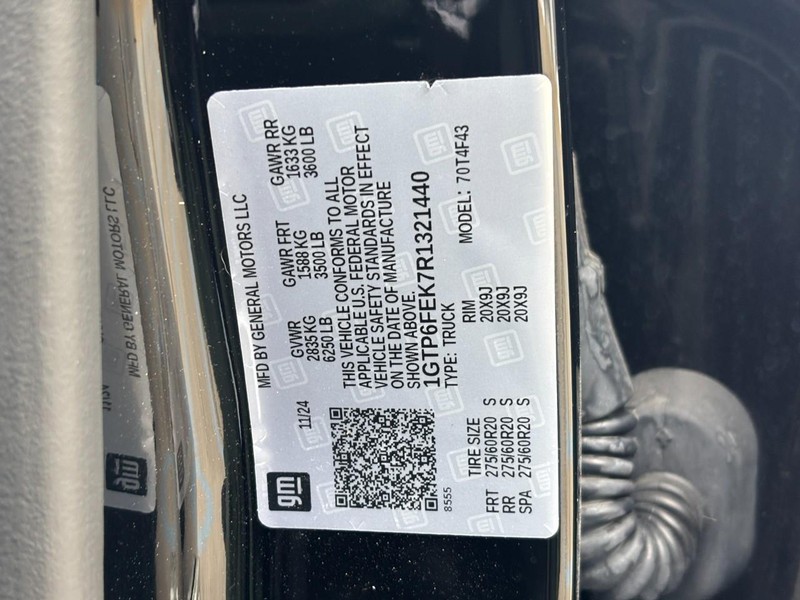 gm
MFD BY GENERAL MOTORS LLC
11/24
GVWR GAWR FRT GAWR RR
2835 KG 1588 KG 1633 KG
6250 LB 3500 LB 3600 LB
THIS VEHICLE CONFORMS TO ALL
APPLICABLE U.S. FEDERAL MOTOR
VEHICLE SAFETY STANDARDS IN EFFECT
ON THE DATE OF MANUFACTURE
SHOWN ABOVE.
1GTP6FEK7R1321440
8555
TYPE: TRUCK MODEL: 70T4F43
TIRE SIZE RIM
FRT 275/60R20 S 20X9J
RR 275/60R20 S 20X9J
SPA 275/60R20 S 20X9J